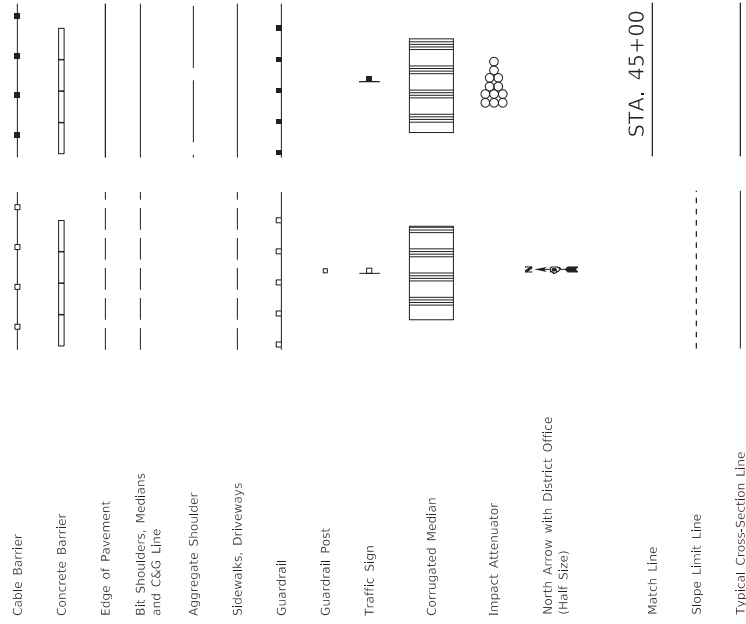 Cable Barrier
Concrete Barrier
Edge of Pavement
Bit Shoulders, Medians
and C&G Line
Aggregate Shoulder
Sidewalks, Driveways
Guardrail
Guardrail Post
Traffic Sign
Corrugated Median
Impact Attenuator
North Arrow with District Office
(Half Size)
N
Match Line
STA. 45+00
Slope Limit Line
Typical Cross-Section Line